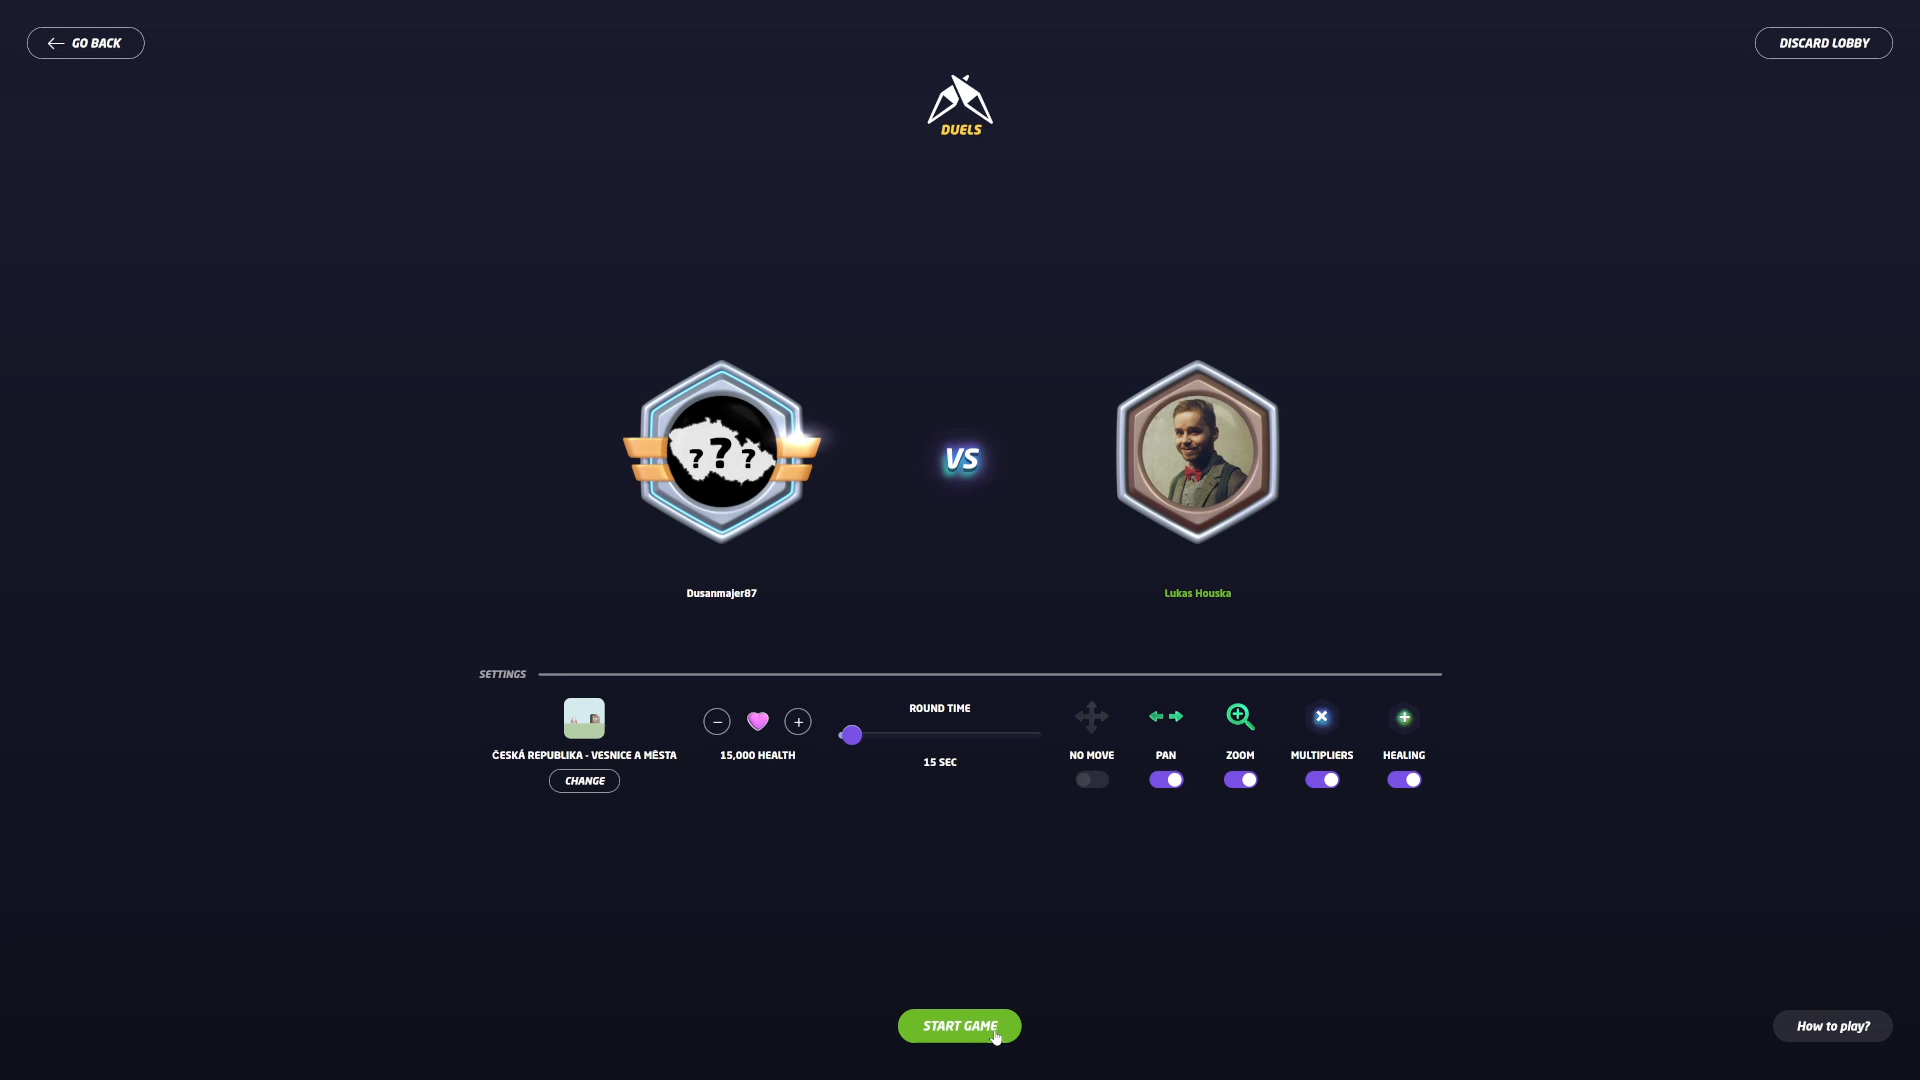 GO BACK
DISCARD LOBBY
DUELS
? ? ?
VS
Dusanmajer87
Lukas Houska
SETTINGS
ROUND TIME
ČESKÁ REPUBLIKA - VESNICE A MĚSTA
15,000 HEALTH
15 SEC
NO MOVE
PAN
ZOOM
MULTIPLIERS
HEALING
CHANGE
START GAME
How to play?